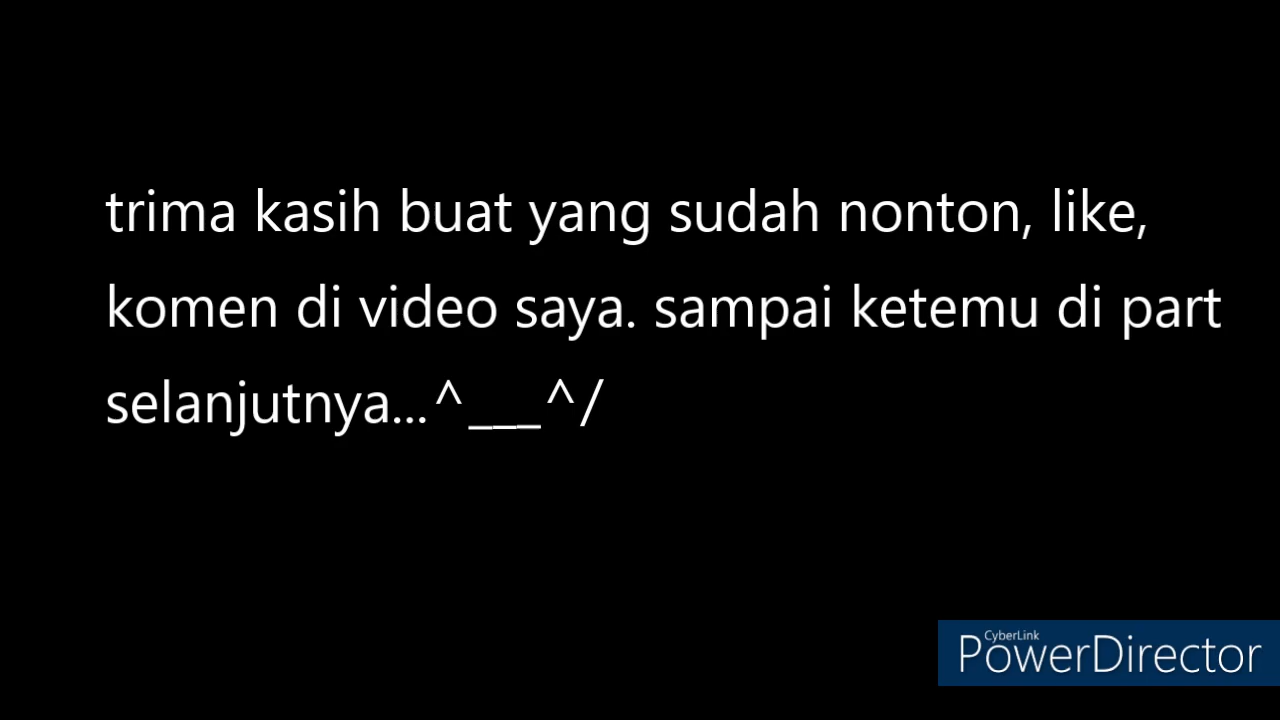 trima kasih buat yang sudah nonton, like,
komen di video saya. sampai ketemu di part
selanjutnya...^___^/
CyberLink
PowerDirector